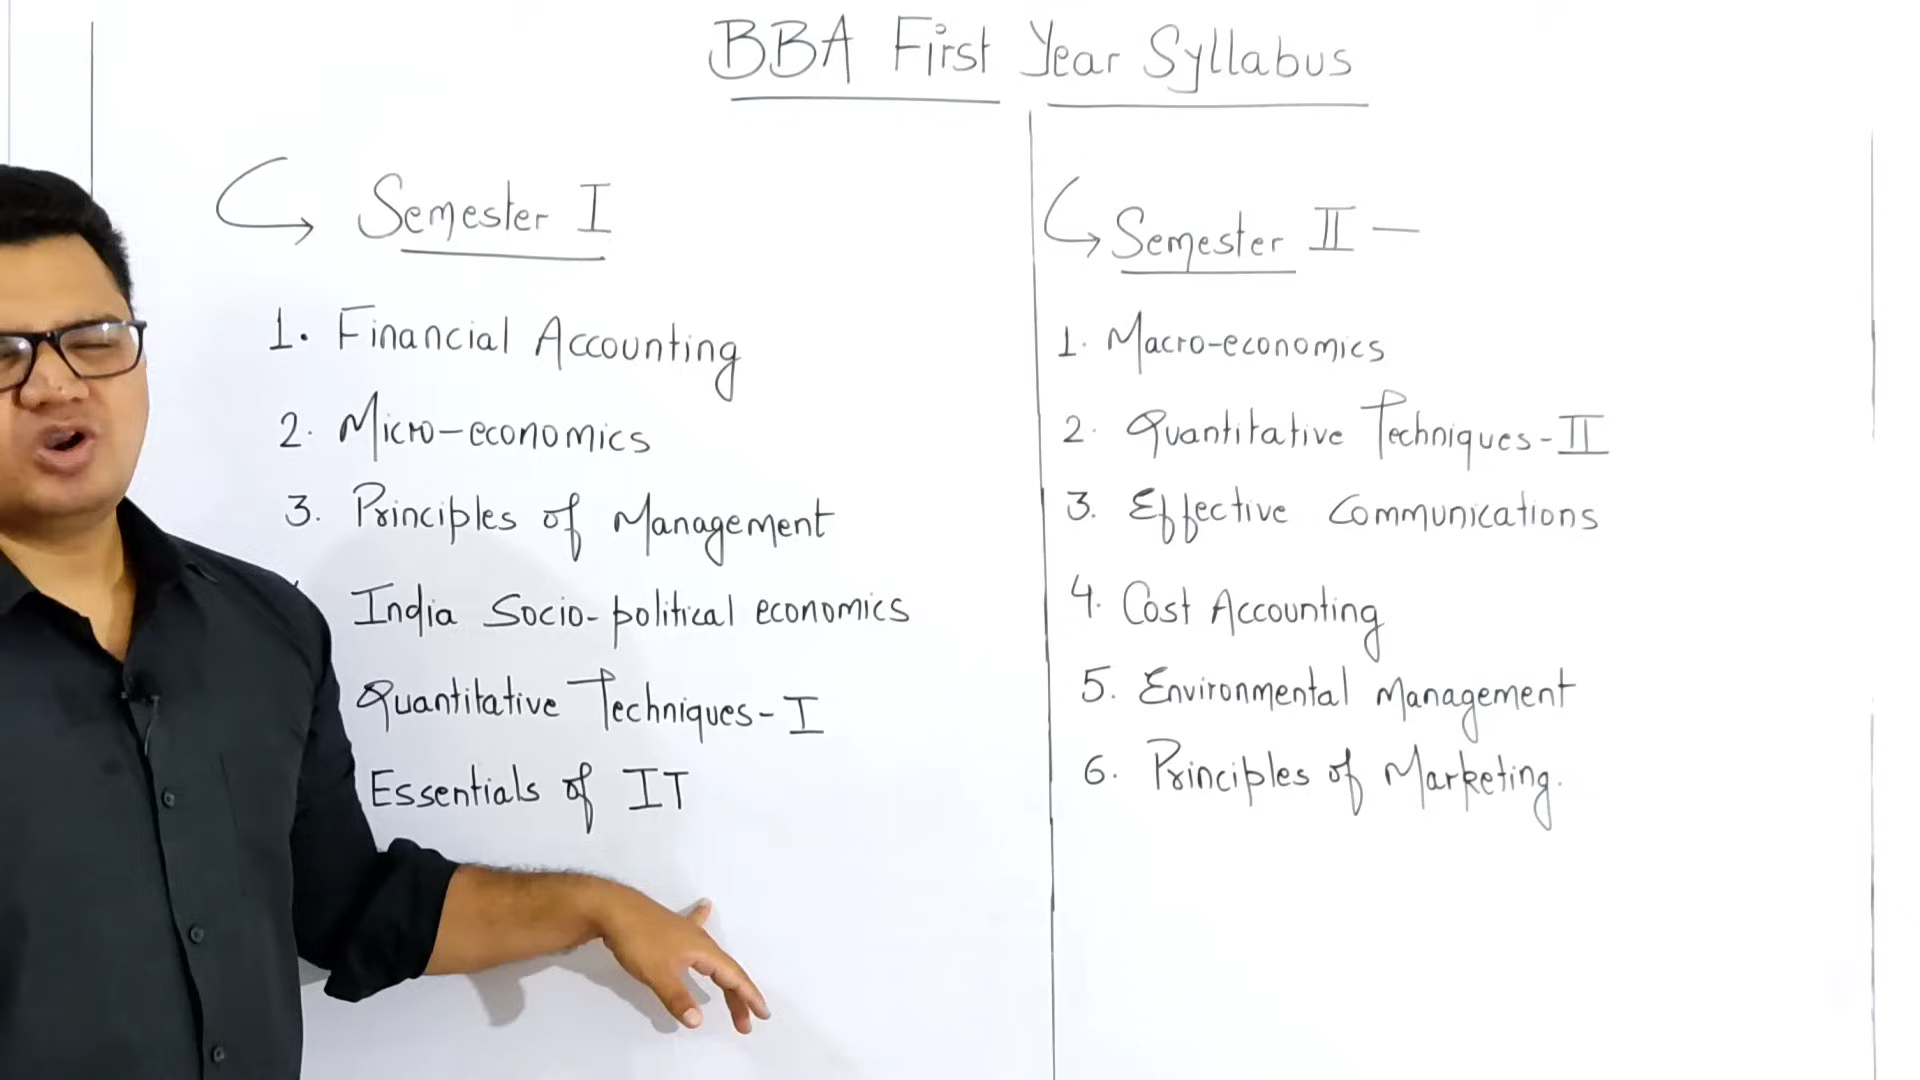 BBA First Year Syllabus
Semester I
1. Financial Accounting
2. Micro-economics
3. Principles of Management
India Socio-political economics
Quantitative Techniques-I
Essentials of IT
Semester II —
1. Macro-economics
2. Quantitative Techniques-II
3. Effective Communications
4. Cost Accounting
5. Environmental Management
6. Principles of Marketing.